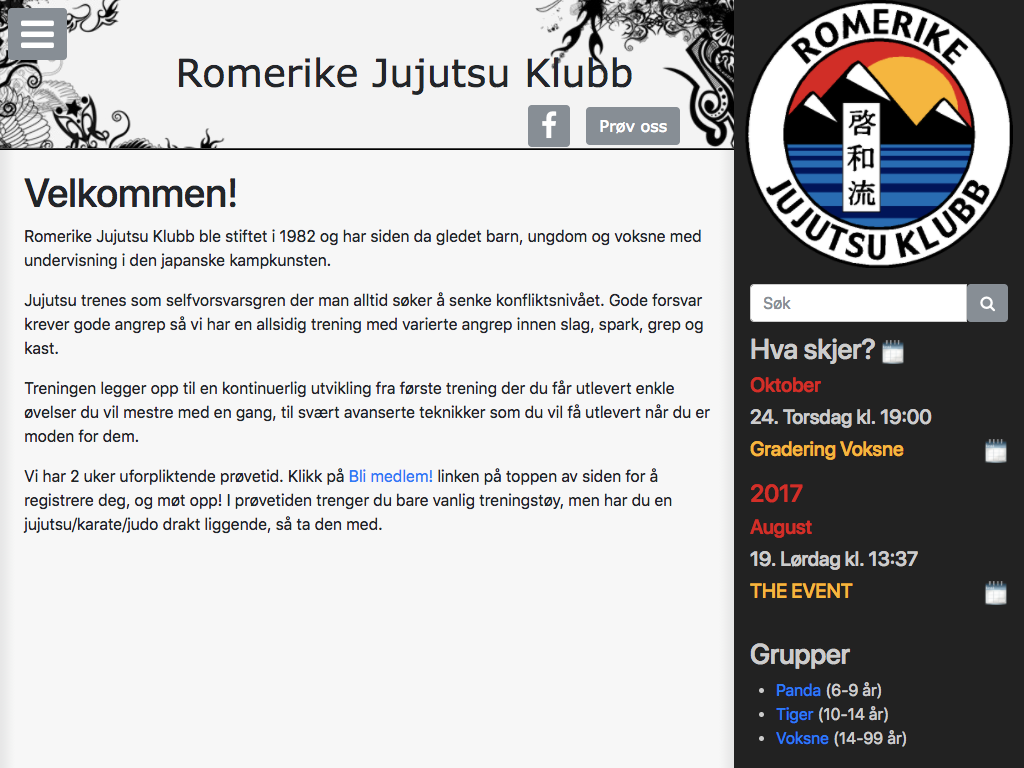 Romerike Jujutsu Klubb
Prøv oss
Velkommen!
Romerike Jujutsu Klubb ble stiftet i 1982 og har siden da gledet barn, ungdom og voksne med
undervisning i den japanske kampkunsten.
Jujutsu trenes som selfvorsvarsgren der man alltid søker å senke konfliktsnivået. Gode forsvar
krever gode angrep så vi har en allsidig trening med varierte angrep innen slag, spark, grep og
kast.
Treningen legger opp til en kontinuerlig utvikling fra første trening der du får utlevert enkle
øvelser du vil mestre med en gang, til svært avanserte teknikker som du vil få utlevert når du er
moden for dem.
Vi har 2 uker uforpliktende prøvetid. Klikk på Bli medlem! linken på toppen av siden for å
registrere deg, og møt opp! I prøvetiden trenger du bare vanlig treningstøy, men har du en
jujutsu/karate/judo drakt liggende, så ta den med.
ROMERIKE
啓和流
JUJUTSU KLUBB
Søk
Hva skjer?
Oktober
24. Torsdag kl. 19:00
Gradering Voksne
2017
August
19. Lørdag kl. 13:37
THE EVENT
Grupper
• Panda (6-9 år)
• Tiger (10-14 år)
• Voksne (14-99 år)